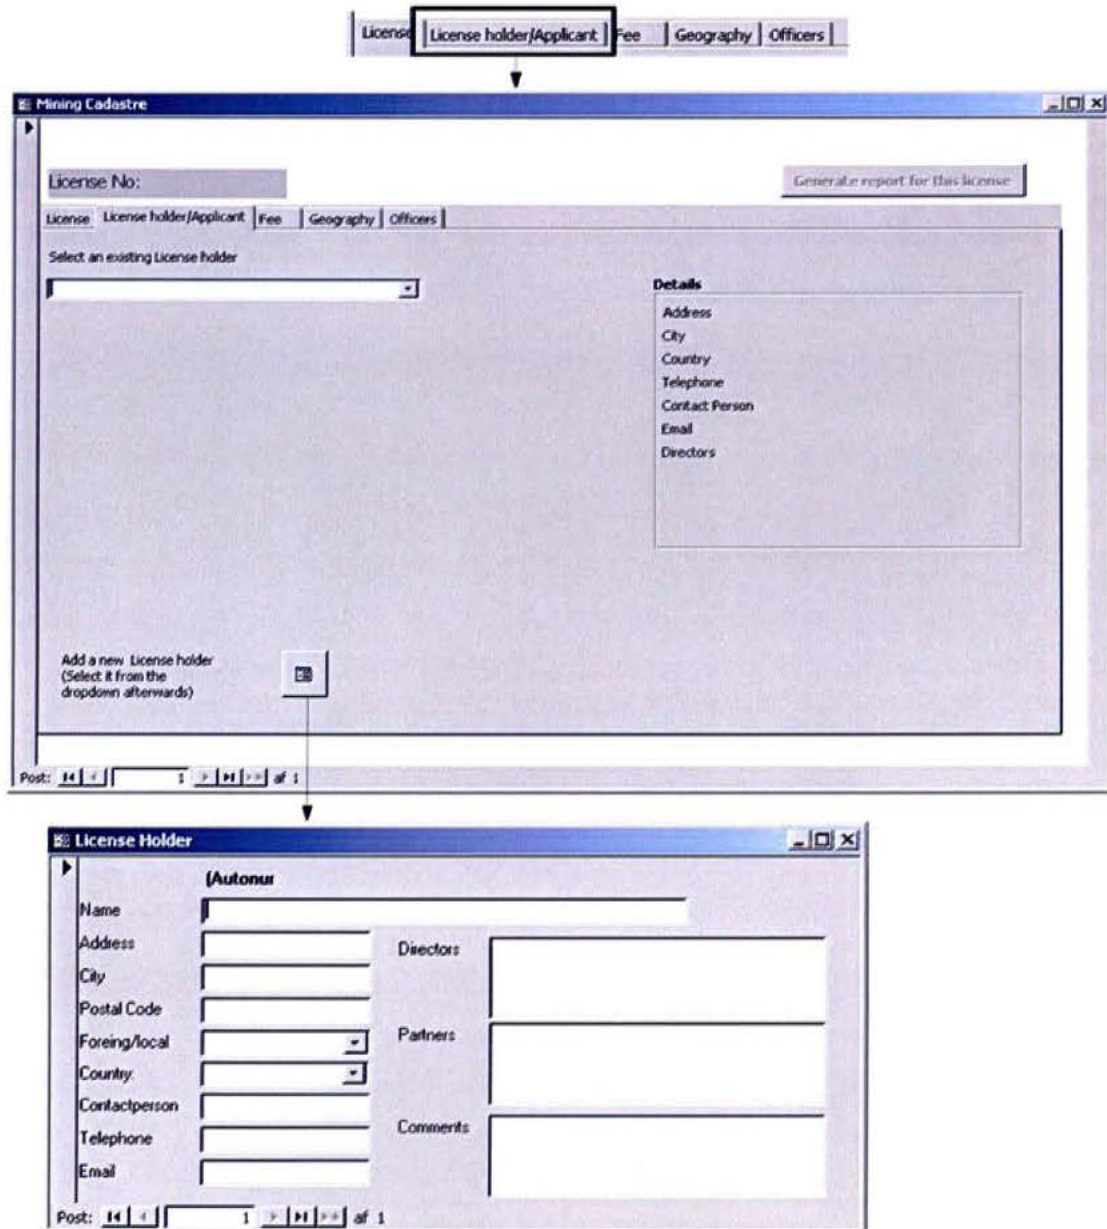 License License holder/Applicant Fee Geography Officers
Mining Cadastre
License No:
Generate report for this license
License License holder/Applicant Fee Geography Officers
Select an existing License holder
Details
Address
City
Country
Telephone
Contact Person
Email
Directors
Add a new License holder
(Select it from the
dropdown afterwards)
Post: 1 af 1
License Holder
(Autonur
Name
Address
City
Postal Code
Foreing/local
Country:
Contactperson
Telephone
Email
Directors
Partners
Comments
Post: 1 af 1